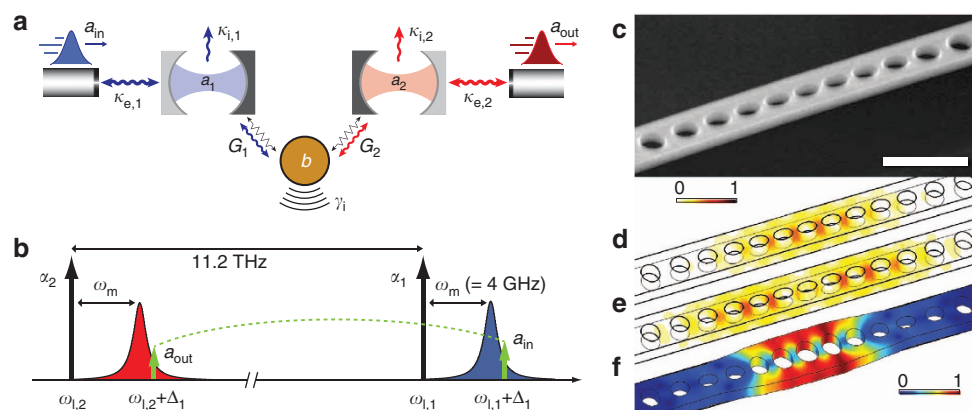 a
a_in
κ_i,1
κ_i,2
a_out
a_1
a_2
κ_e,1
κ_e,2
G_1
G_2
b
γ_i
b
11.2 THz
α_2
α_1
ω_m
ω_m (= 4 GHz)
a_out
a_in
ω_l,2
ω_l,2+Δ_1
ω_l,1
ω_l,1+Δ_1
c
0 1
d
e
f
0 1